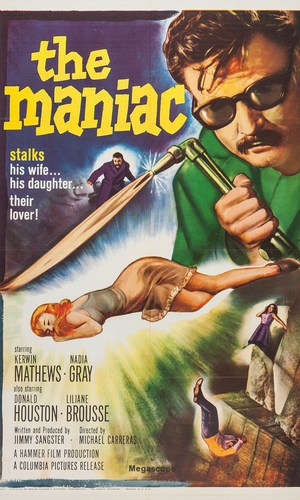 the
maniac
stalks
his wife...
his daughter...
their
lover!
starring
KERWIN NADIA
MATHEWS · GRAY
also starring
DONALD LILIANE
HOUSTON · BROUSSE
Written and Produced by Directed by
JIMMY SANGSTER · MICHAEL CARRERAS
A HAMMER FILM PRODUCTION
A COLUMBIA PICTURES RELEASE
Megascope